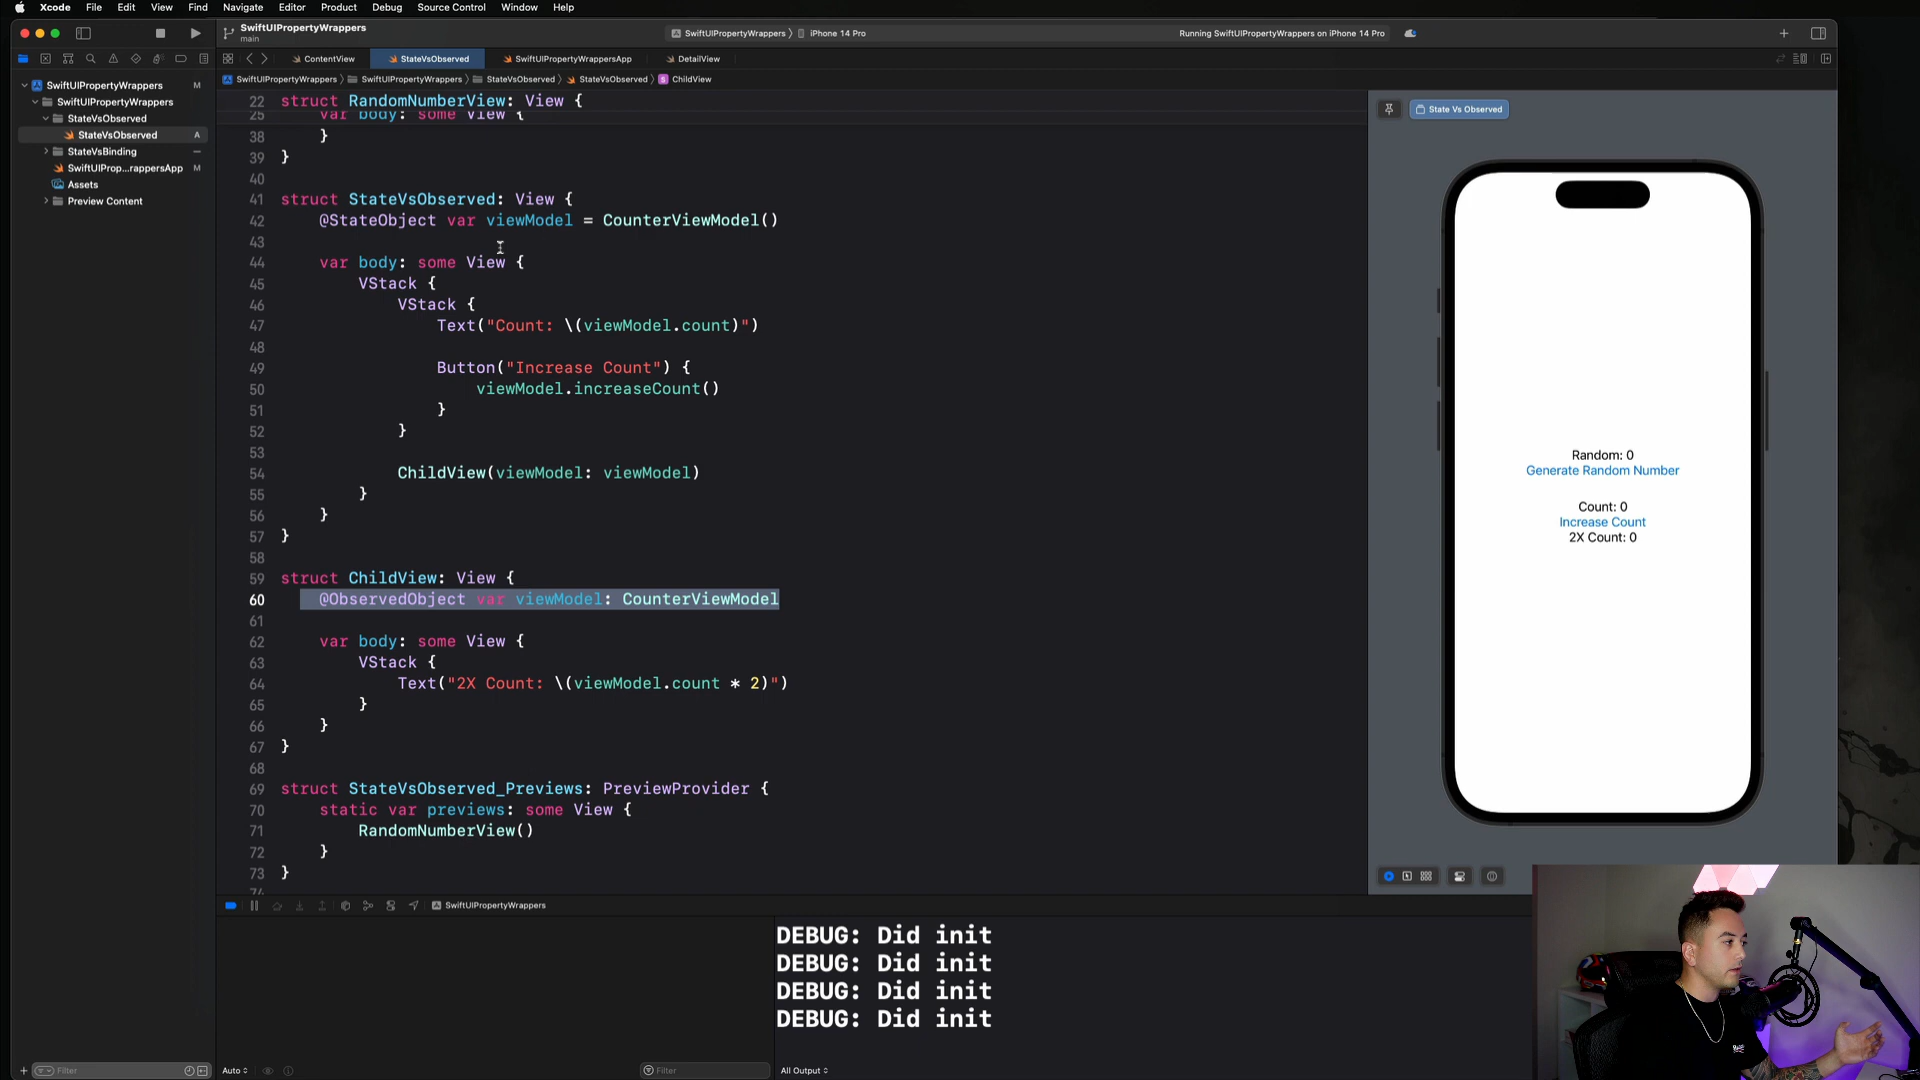 Xcode File Edit View Find Navigate Editor Product Debug Source Control Window Help
SwiftUIPropertyWrappers
main
SwiftUIPropertyWrappers iPhone 14 Pro
Running SwiftUIPropertyWrappers on iPhone 14 Pro
ContentView StateVsObserved SwiftUIPropertyWrappersApp DetailView
SwiftUIPropertyWrappers SwiftUIPropertyWrappers StateVsObserved StateVsObserved ChildView
SwiftUIPropertyWrappers M
SwiftUIPropertyWrappers
StateVsObserved
StateVsObserved A
StateVsBinding
SwiftUIProp...rappersApp M
Assets
Preview Content
22 struct RandomNumberView: View {
25 var body: some View {
38 }
39 }
40
41 struct StateVsObserved: View {
42 @StateObject var viewModel = CounterViewModel()
43
44 var body: some View {
45 VStack {
46 VStack {
47 Text("Count: \(viewModel.count)")
48
49 Button("Increase Count") {
50 viewModel.increaseCount()
51 }
52 }
53
54 ChildView(viewModel: viewModel)
55 }
56 }
57 }
58
59 struct ChildView: View {
60 @ObservedObject var viewModel: CounterViewModel
61
62 var body: some View {
63 VStack {
64 Text("2X Count: \(viewModel.count * 2)")
65 }
66 }
67 }
68
69 struct StateVsObserved_Previews: PreviewProvider {
70 static var previews: some View {
71 RandomNumberView()
72 }
73 }
74
State Vs Observed
Random: 0
Generate Random Number
Count: 0
Increase Count
2X Count: 0
SwiftUIPropertyWrappers
DEBUG: Did init
DEBUG: Did init
DEBUG: Did init
DEBUG: Did init
Filter
Auto
Filter
All Output